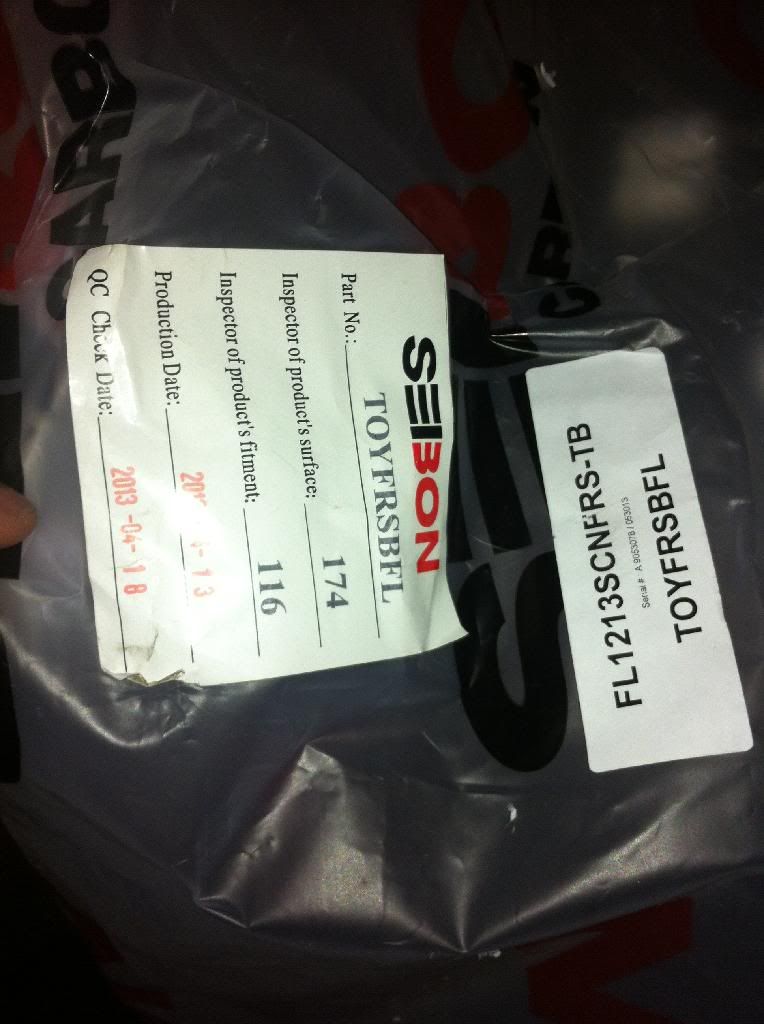 SEIBON
Part No.: TOYFRSBFL
Inspector of product's surface: 174
Inspector of product's fitment: 116
Production Date:
QC Check Date: 2013-04-18
FL1213SCNFRS-TB
Serial #
TOYFRSBFL